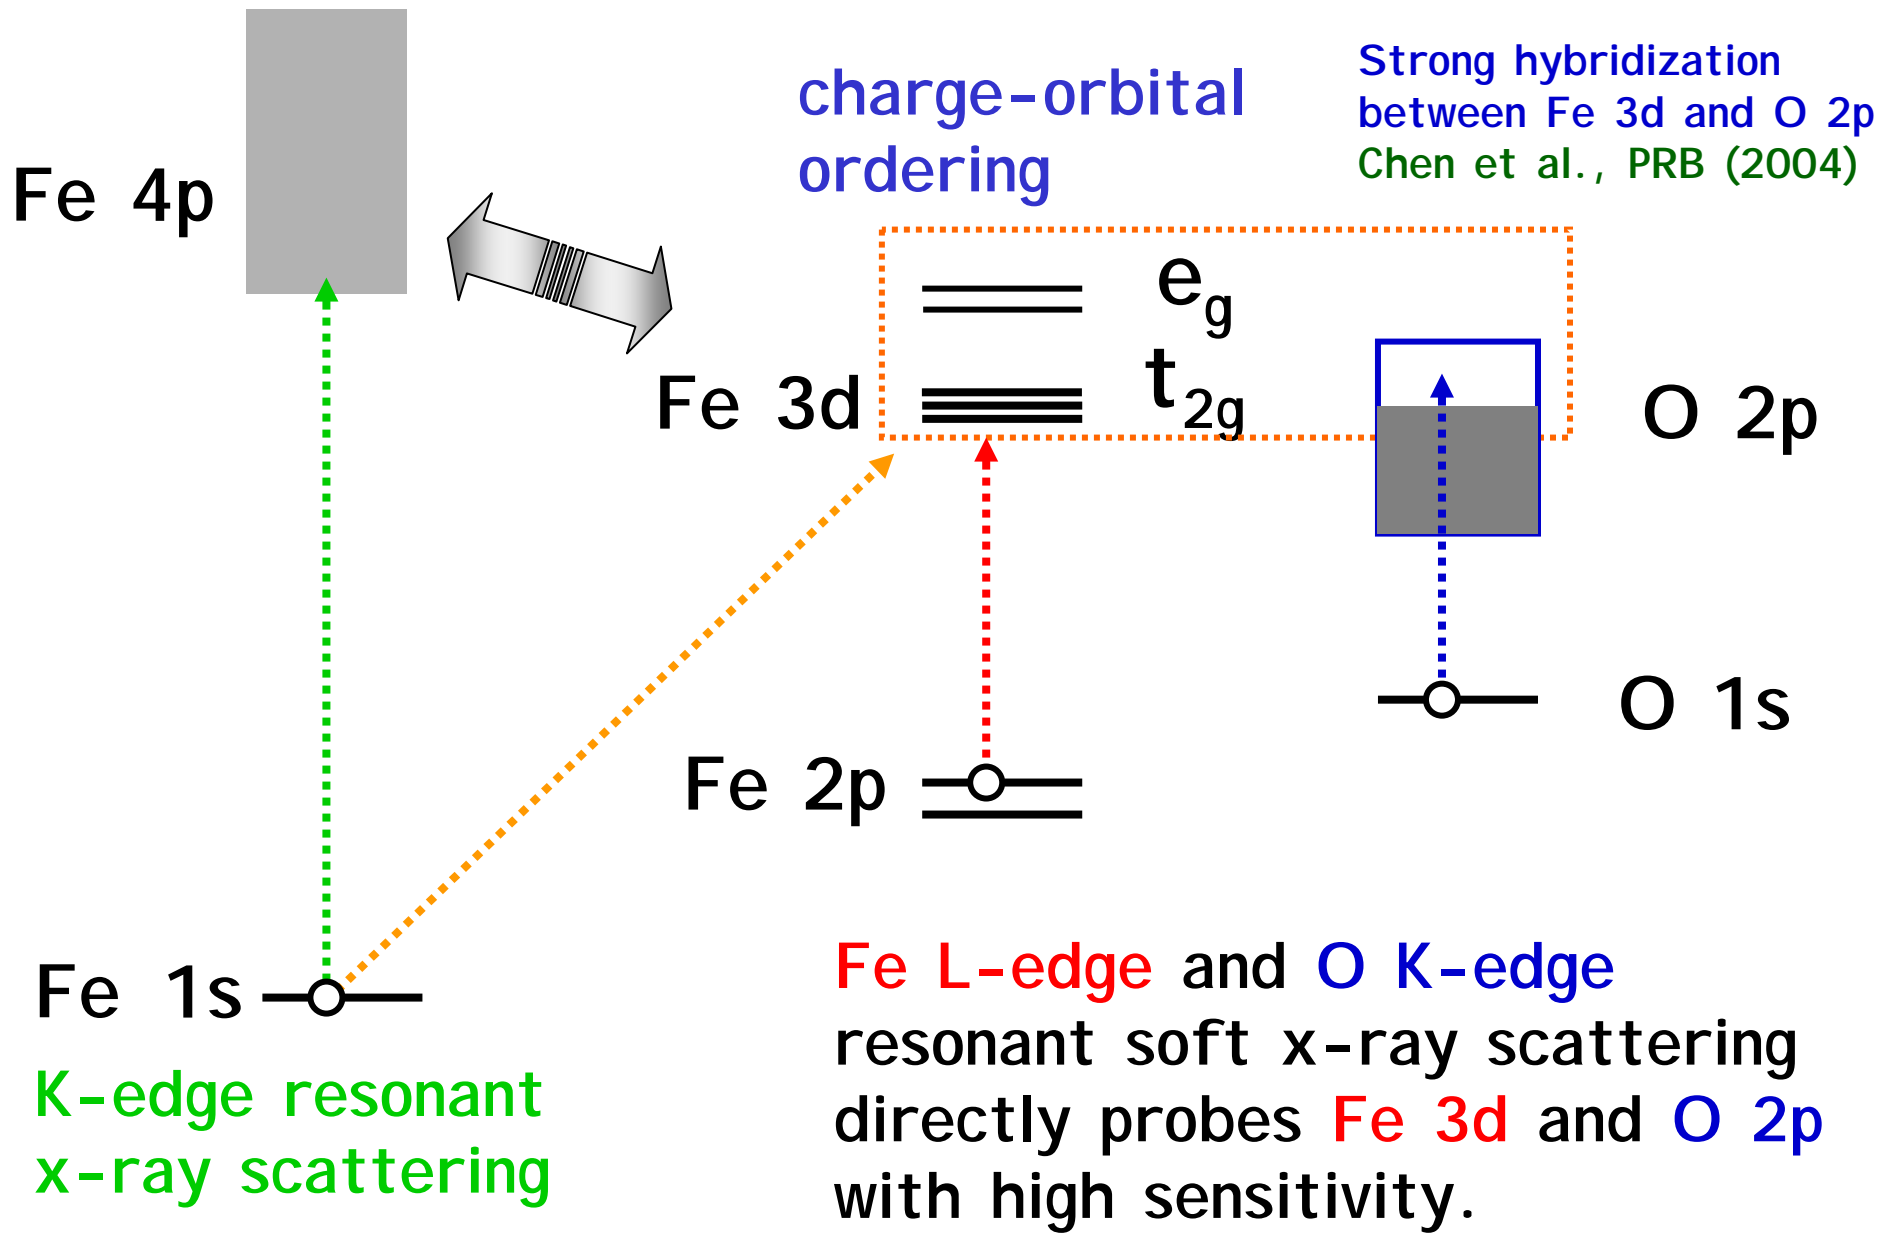 charge-orbital
ordering
Strong hybridization
between Fe 3d and O 2p
Chen et al., PRB (2004)
Fe 4p
e_g
t_2g
Fe 3d
O 2p
O 1s
Fe 2p
Fe 1s
K-edge resonant
x-ray scattering
Fe L-edge and O K-edge
resonant soft x-ray scattering
directly probes Fe 3d and O 2p
with high sensitivity.